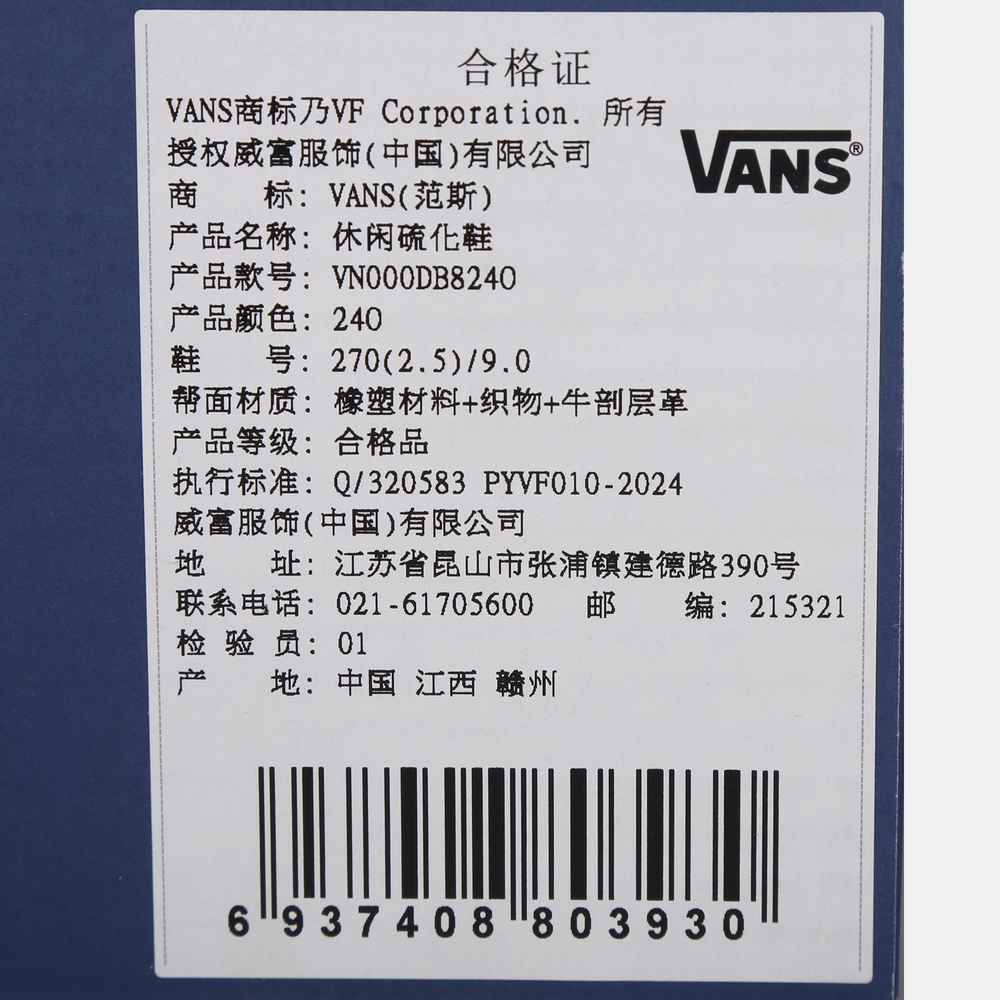 合格证
VANS商标乃VF Corporation. 所有
授权威富服饰(中国)有限公司
VANS®
商 标: VANS(范斯)
产品名称: 休闲硫化鞋
产品款号: VN000DB8240
产品颜色: 240
鞋 号: 270(2.5)/9.0
帮面材质: 橡塑材料+织物+牛剖层革
产品等级: 合格品
执行标准: Q/320583 PYVF010-2024
威富服饰(中国)有限公司
地 址: 江苏省昆山市张浦镇建德路390号
联系电话: 021-61705600 邮 编: 215321
检 验 员: 01
产 地: 中国 江西 赣州
6 937408 803930